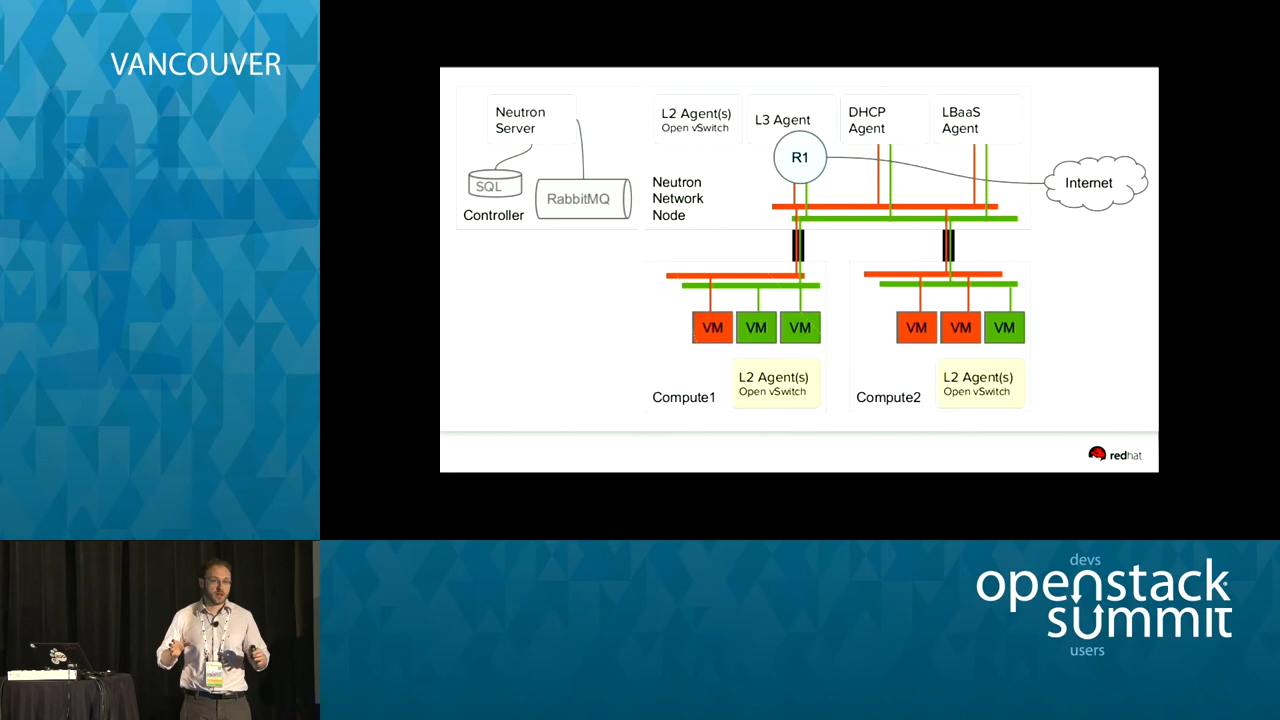 VANCOUVER
Neutron
Server
SQL
RabbitMQ
Controller
L2 Agent(s)
Open vSwitch
L3 Agent
R1
DHCP
Agent
LBaaS
Agent
Internet
Neutron
Network
Node
VM
VM
VM
L2 Agent(s)
Open vSwitch
Compute1
VM
VM
VM
L2 Agent(s)
Open vSwitch
Compute2
redhat
devs
openstack
summit
users